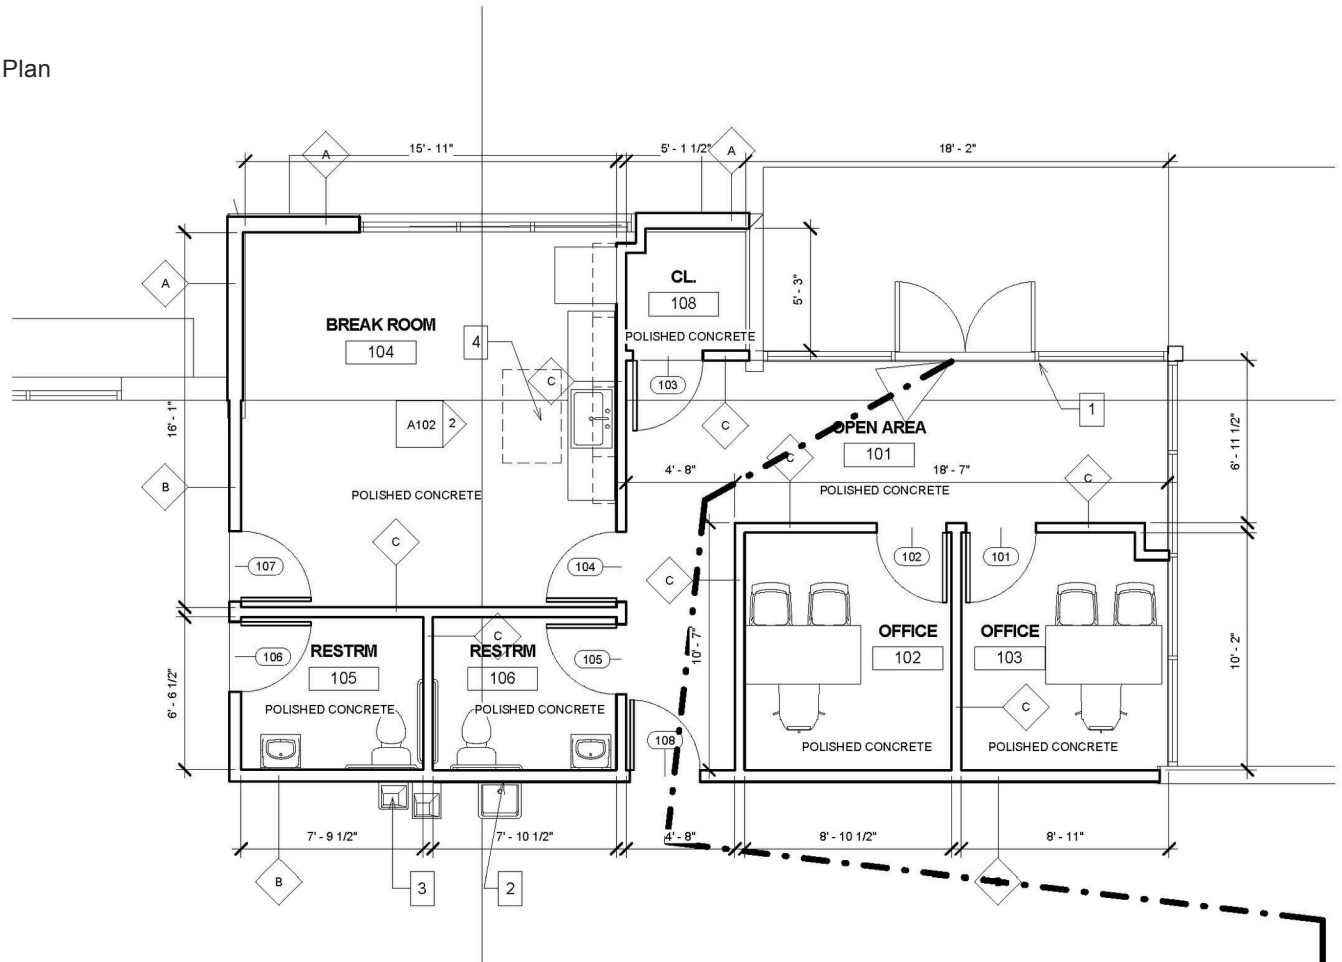 Plan
15' - 11"
5' - 1 1/2"
18' - 2"
A
A
A
CL.
108
POLISHED CONCRETE
5' - 3"
BREAK ROOM
104
4
C
103
C
1
A102
2
16' - 1"
OPEN AREA
101
C
4' - 8"
18' - 7"
POLISHED CONCRETE
C
6' - 11 1/2"
B
POLISHED CONCRETE
C
107
104
C
102
101
106
RESTRM
105
POLISHED CONCRETE
C
RESTRM
106
POLISHED CONCRETE
105
6' - 6 1/2"
10' - 7"
OFFICE
102
POLISHED CONCRETE
OFFICE
103
POLISHED CONCRETE
C
10' - 2"
108
7' - 9 1/2"
7' - 10 1/2"
4' - 8"
8' - 10 1/2"
8' - 11"
B
3
2